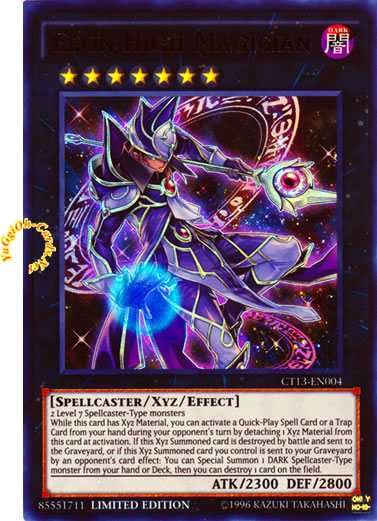 Ebon High Magician
DARK
闇
YuGgiOh-Cards.Net
CT13-EN004
[Spellcaster/Xyz/Effect]
2 Level 7 Spellcaster-Type monsters
While this card has Xyz Material, you can activate a Quick-Play Spell Card or a Trap
Card from your hand during your opponent's turn by detaching 1 Xyz Material from
this card at activation. If this Xyz Summoned card is destroyed by battle and sent to
the Graveyard, or if this Xyz Summoned card you control is sent to your Graveyard
by an opponent's card effect: You can Special Summon 1 DARK Spellcaster-Type
monster from your hand or Deck, then you can destroy 1 card on the field.
ATK/2300 DEF/2800
85551711 LIMITED EDITION ©1996 KAZUKI TAKAHASHI